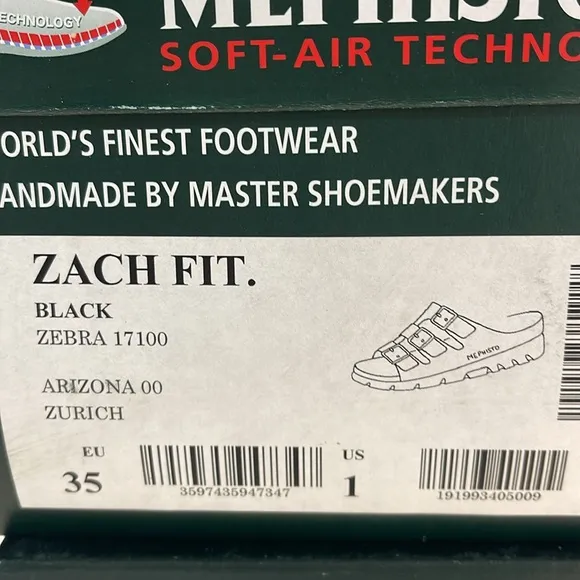 TECHNOLOGY
MEPHISTO
SOFT-AIR TECHNO
ORLD'S FINEST FOOTWEAR
ANDMADE BY MASTER SHOEMAKERS
ZACH FIT.
BLACK
ZEBRA 17100
MEPHISTO
ARIZONA 00
ZURICH
EU
35
3597435947347
US
1
191993405009